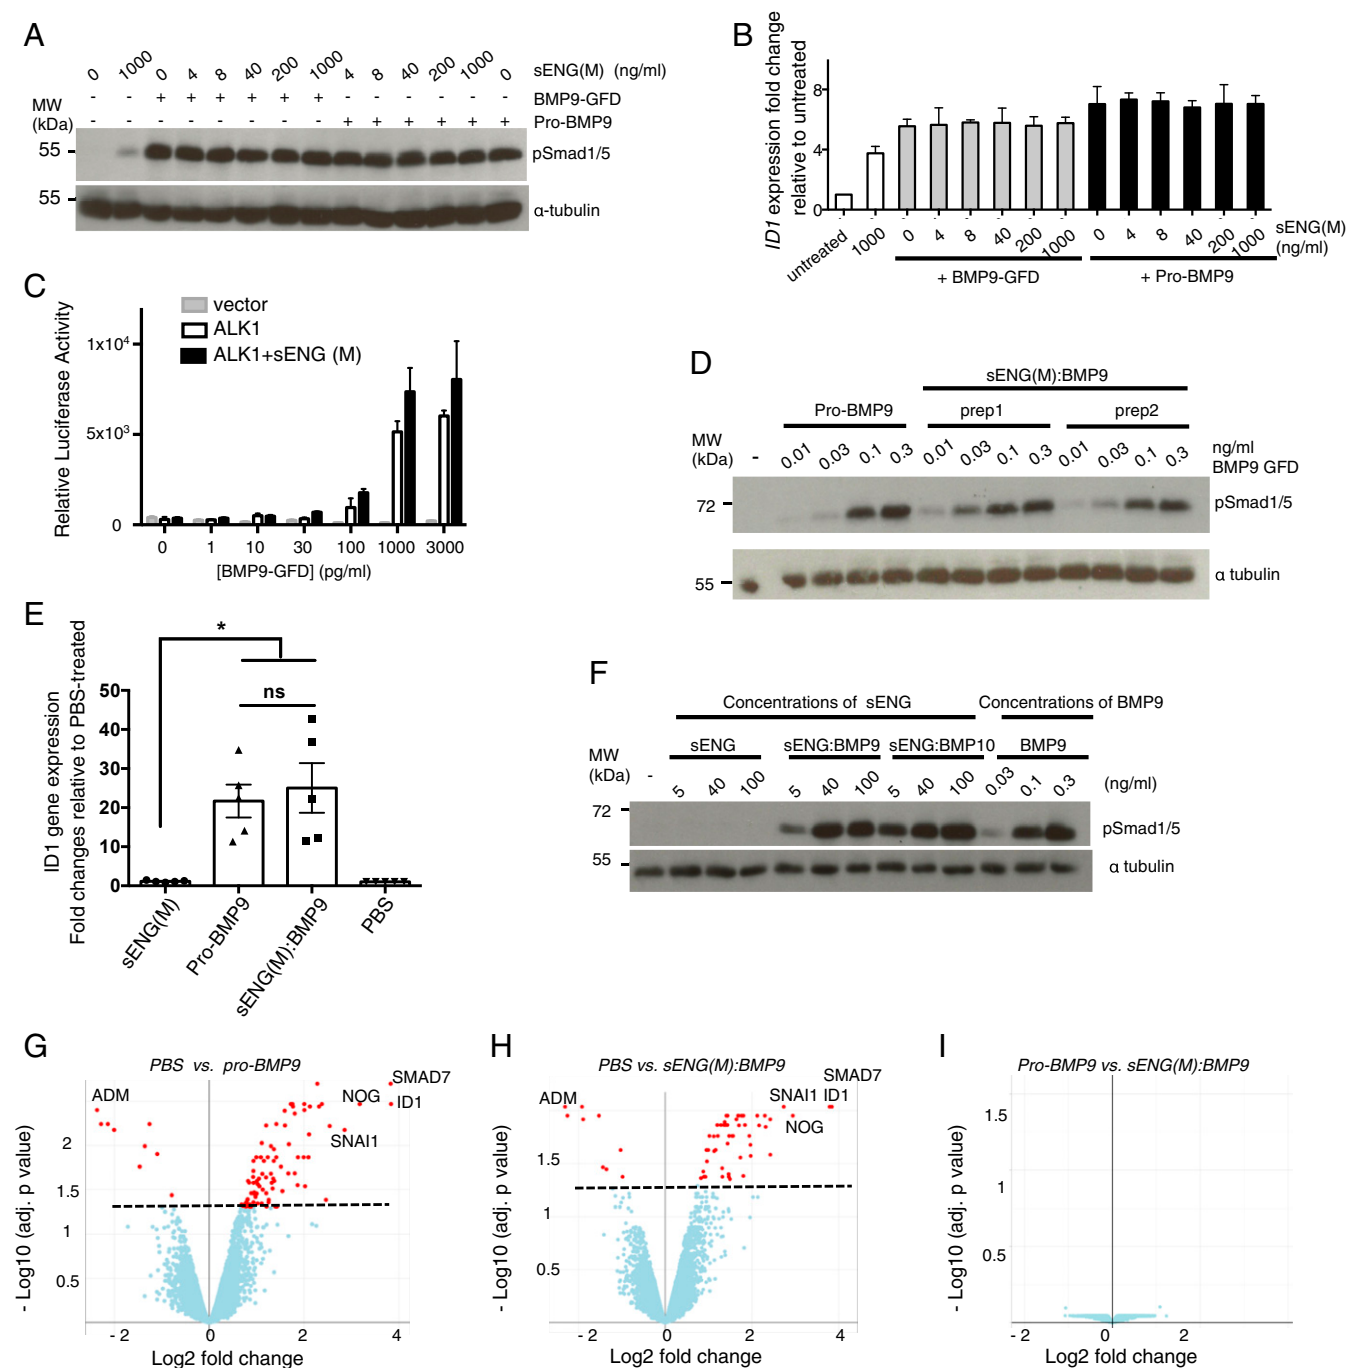 A
0 1000 0 4 8 40 200 1000 4 8 40 200 1000 0 sENG(M) (ng/ml)
- - + + + + + + - - - - - - BMP9-GFD
- - - - - - - - + + + + + + Pro-BMP9
MW
(kDa)
55
pSmad1/5
55
α-tubulin
B
ID1 expression fold change
relative to untreated
8
4
0
untreated 1000 0 4 8 40 200 1000 0 4 8 40 200 1000
sENG(M)
(ng/ml)
+ BMP9-GFD
+ Pro-BMP9
C
vector
ALK1
ALK1+sENG (M)
Relative Luciferase Activity
1x10⁴
5x10³
0
0 1 10 30 100 1000 3000
[BMP9-GFD] (pg/ml)
D
sENG(M):BMP9
Pro-BMP9 prep1 prep2
MW
(kDa)
- 0.01 0.03 0.1 0.3 0.01 0.03 0.1 0.3 0.01 0.03 0.1 0.3
ng/ml
BMP9 GFD
72
pSmad1/5
55
α tubulin
E
ID1 gene expression
Fold changes relative to PBS-treated
*
ns
50
40
30
20
10
0
sENG(M) Pro-BMP9 sENG(M):BMP9 PBS
F
Concentrations of sENG
Concentrations of BMP9
sENG sENG:BMP9 sENG:BMP10 BMP9
MW
(kDa)
- 5 40 100 5 40 100 5 40 100 0.03 0.1 0.3 (ng/ml)
72
pSmad1/5
55
α tubulin
G
PBS vs. pro-BMP9
- Log10 (adj. p value)
ADM
SMAD7
NOG
ID1
SNAI1
2
1.5
1
0.5
- 2 0 2 4
Log2 fold change
H
PBS vs. sENG(M):BMP9
- Log10 (adj. p value)
ADM
SMAD7
SNAI1 ID1
NOG
1.5
1
0.5
- 2 0 2 4
Log2 fold change
I
Pro-BMP9 vs sENG(M):BMP9
- Log10 (adj. p value)
1.5
1
0.5
- 2 0 2
Log2 fold change